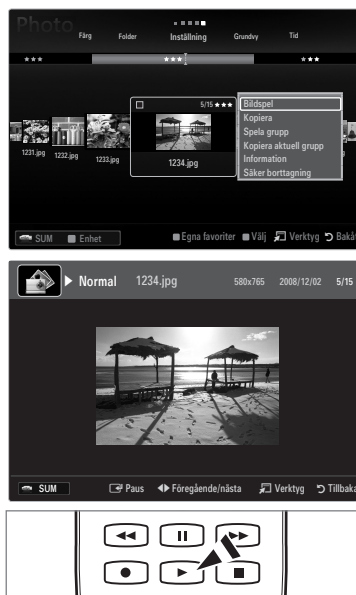 Photo
Färg Folder Inställning Grundvy Tid
5/15
Bildspel
Kopiera
Spela grupp
Kopiera aktuell grupp
Information
Säker borttagning
1231.jpg 1232.jpg 1233.jpg 1234.jpg
SUM Enhet Egna favoriter Välj Verktyg Bakåt
Normal 1234.jpg 580x765 2008/12/02 5/15
SUM Paus Föregående/nästa Verktyg Tillbaka